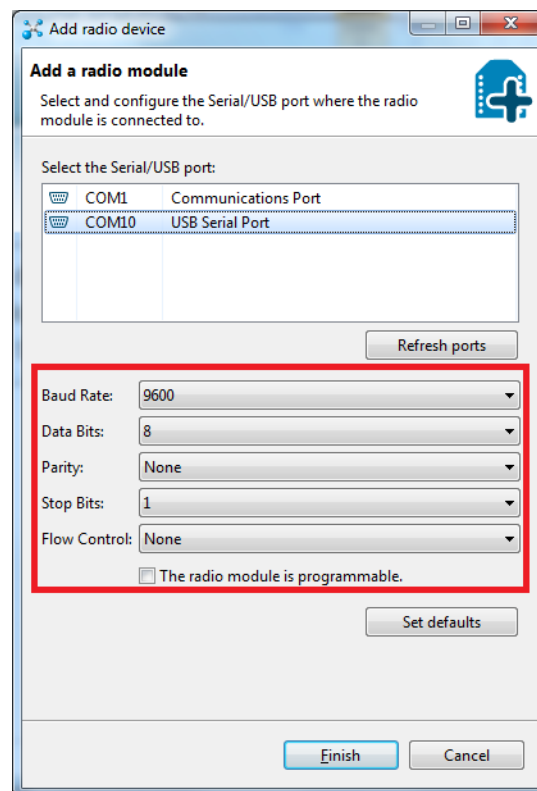 Add radio device
Add a radio module
Select and configure the Serial/USB port where the radio
module is connected to.
Select the Serial/USB port:
COM1 Communications Port
COM10 USB Serial Port
Refresh ports
Baud Rate: 9600
Data Bits: 8
Parity: None
Stop Bits: 1
Flow Control: None
The radio module is programmable.
Set defaults
Finish Cancel